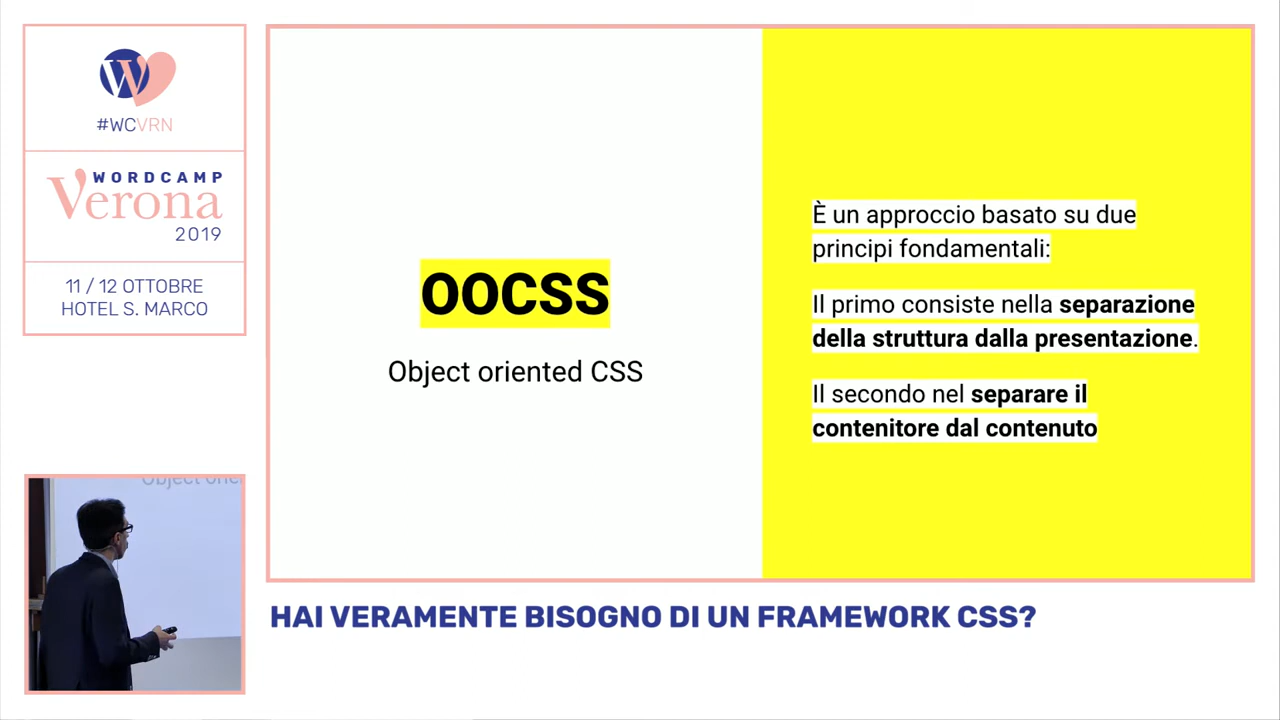 #WCVRN
WORDCAMP
Verona
2019
11 / 12 OTTOBRE
HOTEL S. MARCO
OOCSS
Object oriented CSS
È un approccio basato su due
principi fondamentali:
Il primo consiste nella separazione
della struttura dalla presentazione.
Il secondo nel separare il
contenitore dal contenuto
Object orie
HAI VERAMENTE BISOGNO DI UN FRAMEWORK CSS?